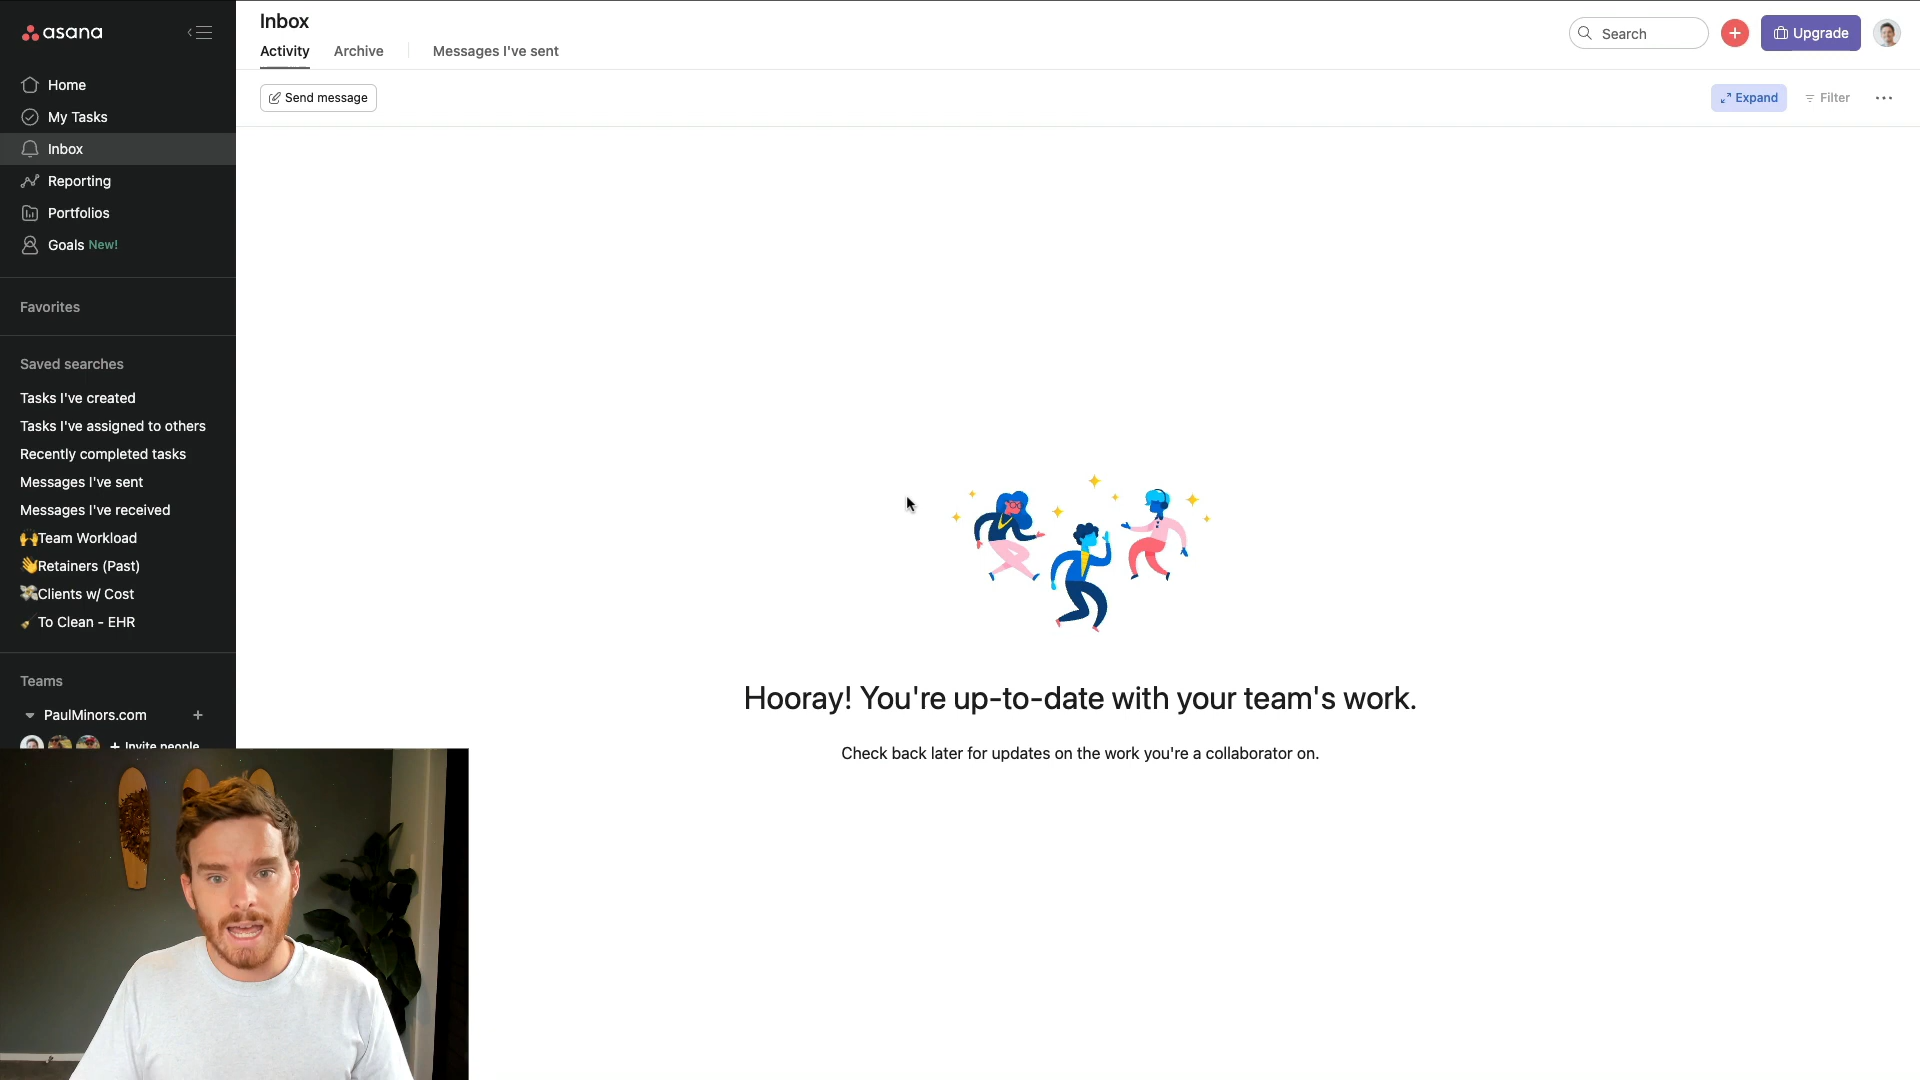 asana
Home
My Tasks
Inbox
Reporting
Portfolios
Goals New!
Favorites
Saved searches
Tasks I've created
Tasks I've assigned to others
Recently completed tasks
Messages I've sent
Messages I've received
🙌Team Workload
👋Retainers (Past)
💸Clients w/ Cost
🧹To Clean - EHR
Teams
PaulMinors.com +
+ Invite people
Inbox
Activity
Archive
Messages I've sent
Search
+
Upgrade
Send message
Expand
Filter
...
Hooray! You're up-to-date with your team's work.
Check back later for updates on the work you're a collaborator on.